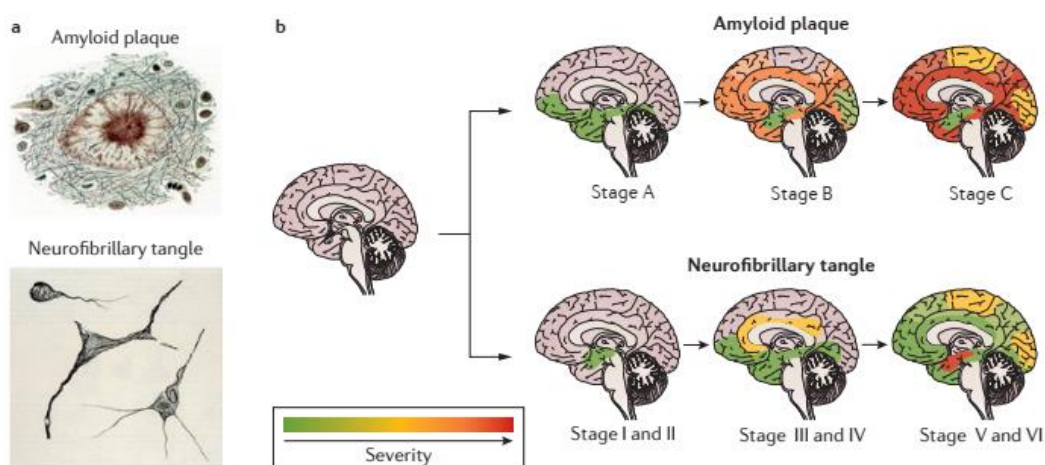 a
Amyloid plaque
Neurofibrillary tangle
b
Amyloid plaque
Stage A
Stage B
Stage C
Neurofibrillary tangle
Stage I and II
Stage III and IV
Stage V and VI
Severity